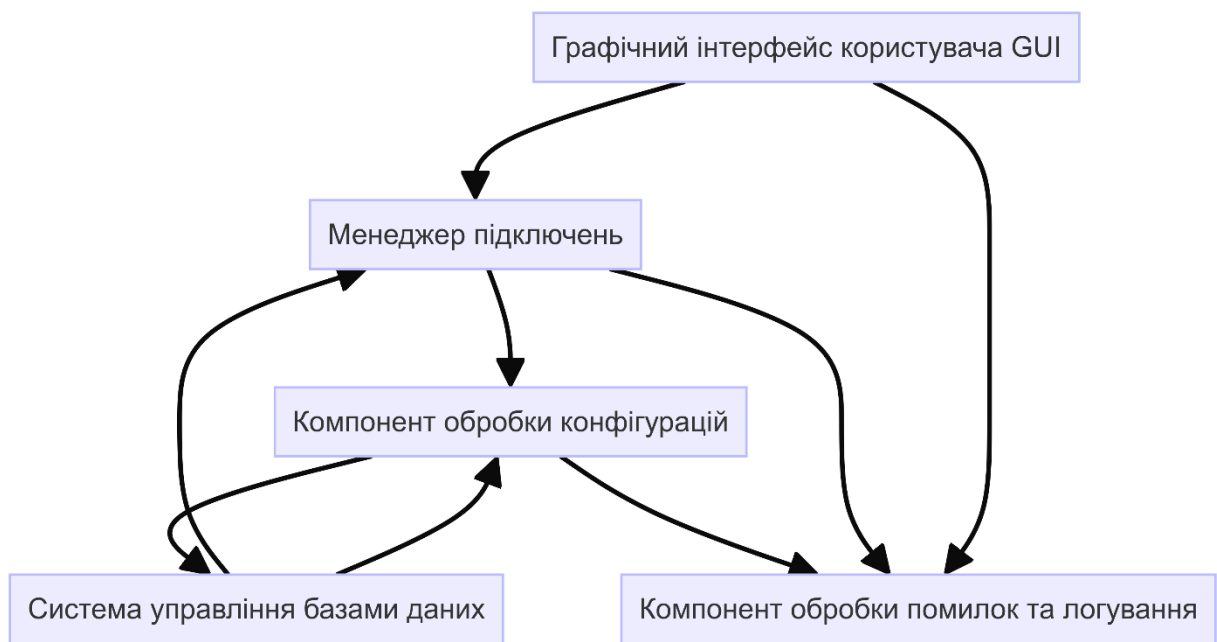 Графічний інтерфейс користувача GUI
Менеджер підключень
Компонент обробки конфігурацій
Система управління базами даних
Компонент обробки помилок та логування